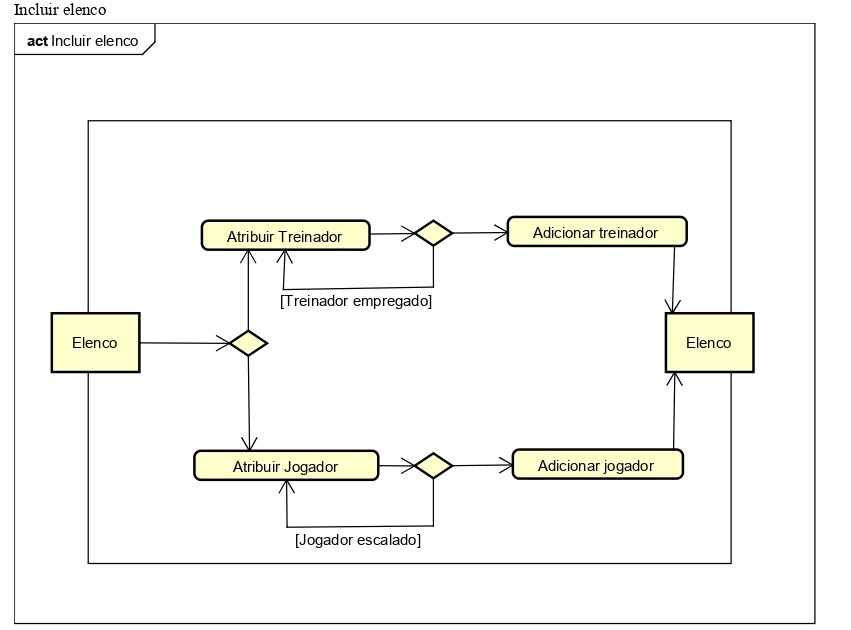 Incluir elenco
act Incluir elenco
Atribuir Treinador
Adicionar treinador
[Treinador empregado]
Elenco
Elenco
Atribuir Jogador
Adicionar jogador
[Jogador escalado]